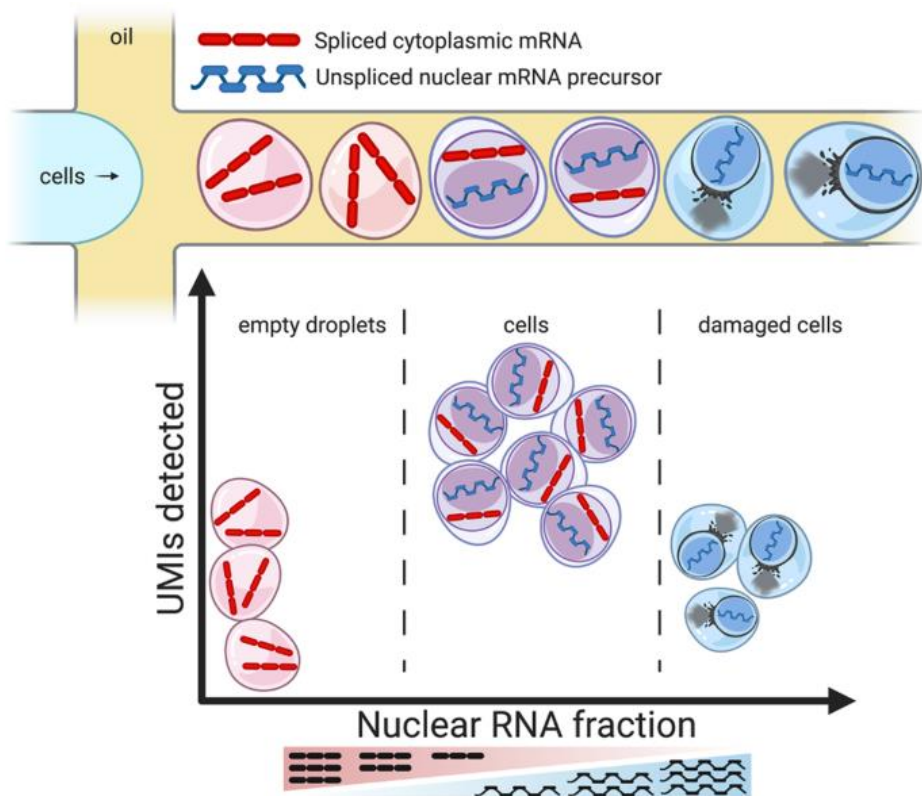 oil
Spliced cytoplasmic mRNA
Unspliced nuclear mRNA precursor
cells
empty droplets
cells
damaged cells
UMIs detected
Nuclear RNA fraction